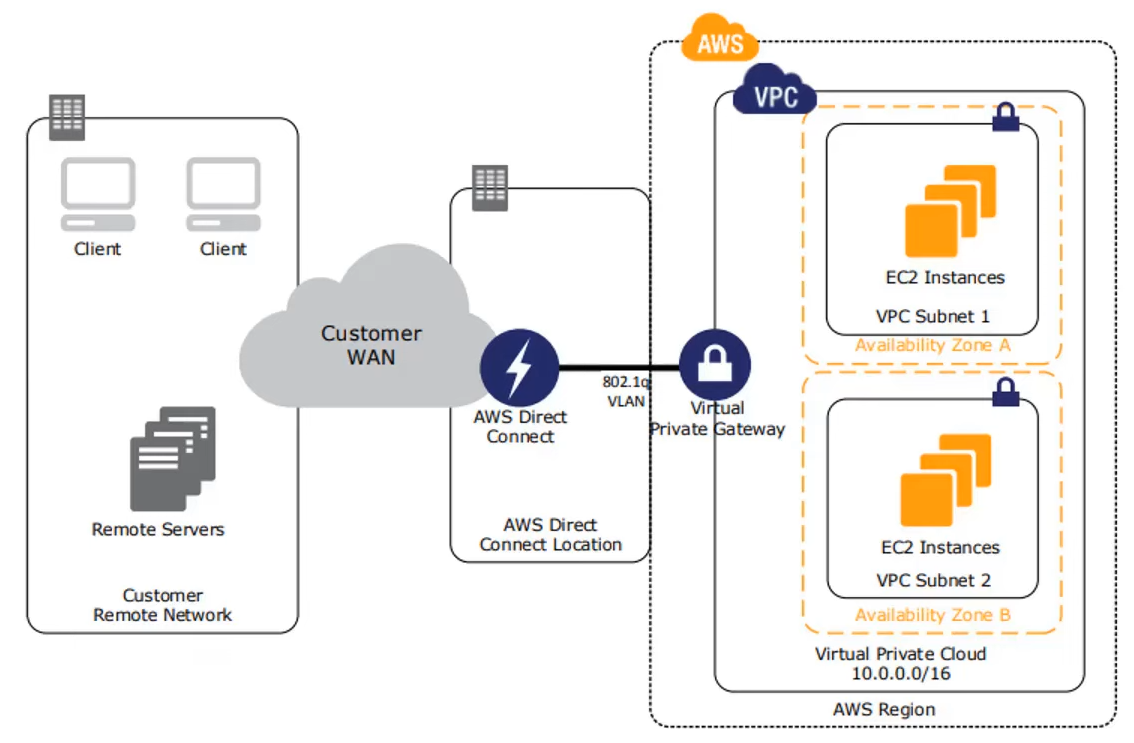 AWS
VPC
Client
Client
Customer
WAN
AWS Direct
Connect
802.1q
VLAN
Virtual
Private Gateway
EC2 Instances
VPC Subnet 1
Availability Zone A
Remote Servers
Customer
Remote Network
AWS Direct
Connect Location
EC2 Instances
VPC Subnet 2
Availability Zone B
Virtual Private Cloud
10.0.0.0/16
AWS Region